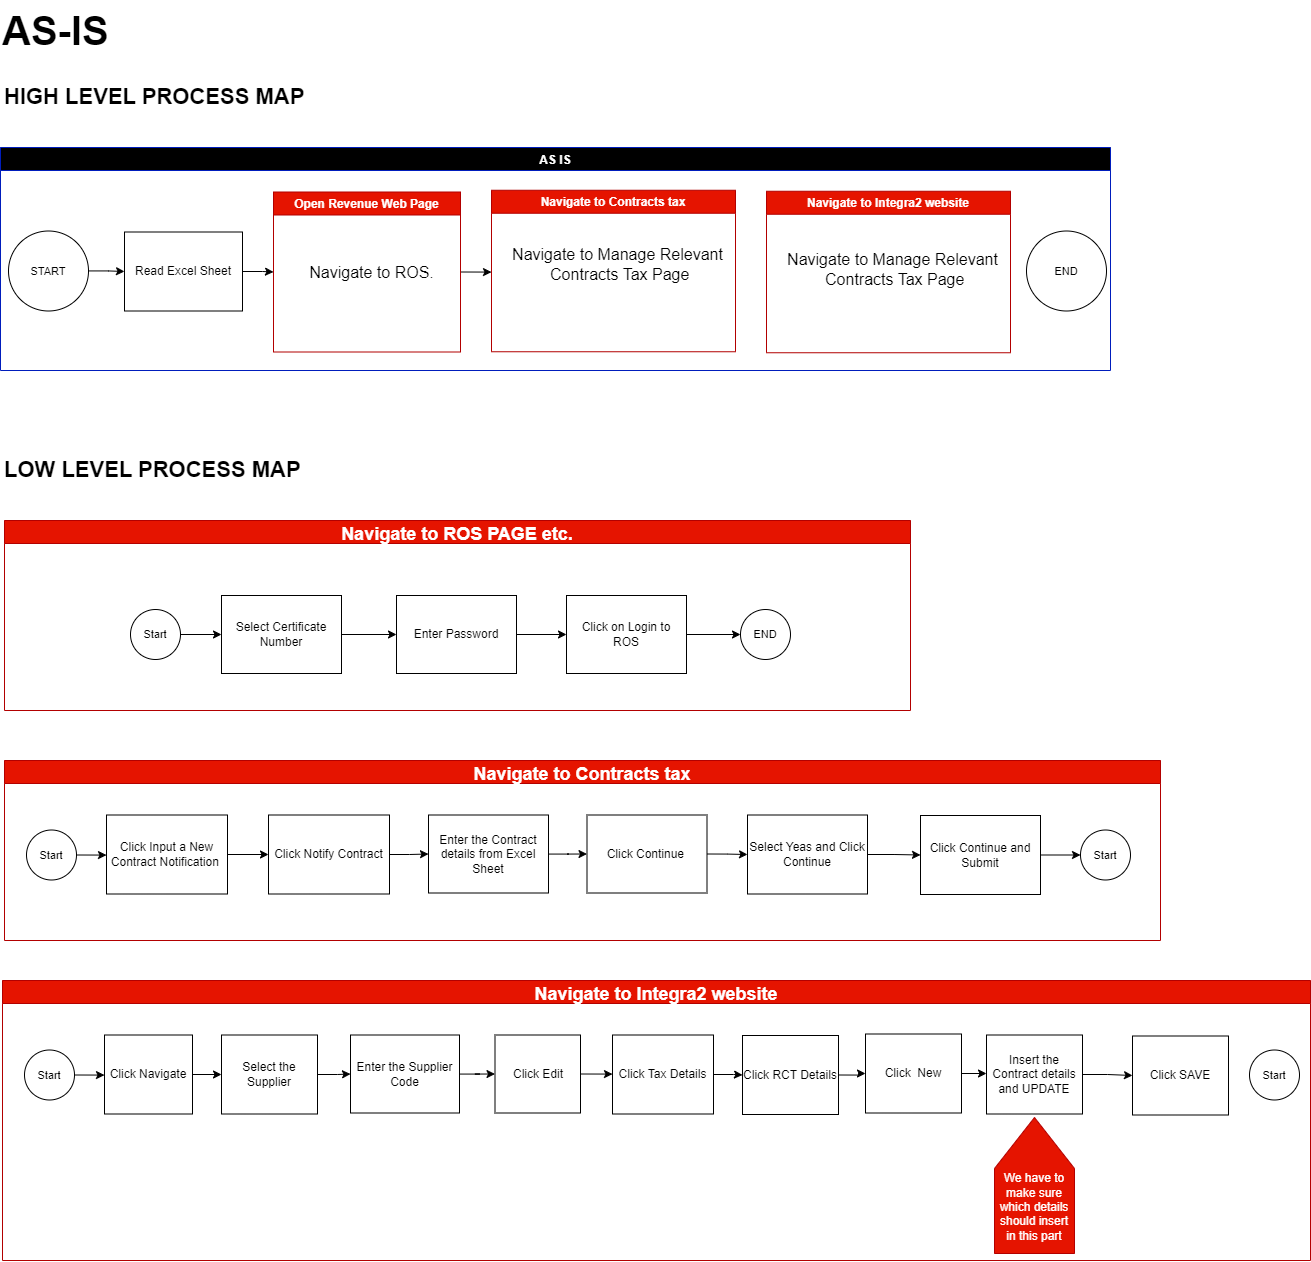 AS-IS
HIGH LEVEL PROCESS MAP
AS IS
START
Read Excel Sheet
Open Revenue Web Page
Navigate to ROS.
Navigate to Contracts tax
Navigate to Manage Relevant
Contracts Tax Page
Navigate to Integra2 website
Navigate to Manage Relevant
Contracts Tax Page
END
LOW LEVEL PROCESS MAP
Navigate to ROS PAGE etc.
Start
Select Certificate
Number
Enter Password
Click on Login to
ROS
END
Navigate to Contracts tax
Start
Click Input a New
Contract Notification
Click Notify Contract
Enter the Contract
details from Excel
Sheet
Click Continue
Select Yeas and Click
Continue
Click Continue and
Submit
Start
Navigate to Integra2 website
Start
Click Navigate
Select the
Supplier
Enter the Supplier
Code
Click Edit
Click Tax Details
Click RCT Details
Click New
Insert the
Contract details
and UPDATE
Click SAVE
Start
We have to
make sure
which details
should insert
in this part